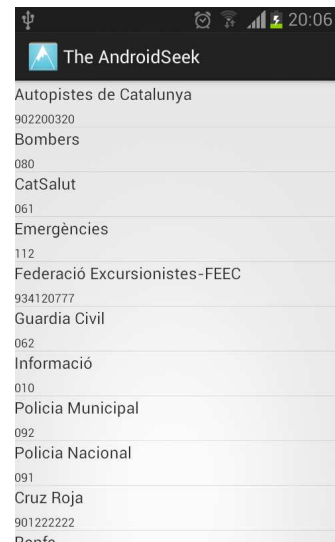 20:06
The AndroidSeek
Autopistes de Catalunya
902200320
Bombers
080
CatSalut
061
Emergències
112
Federació Excursionistes-FEEC
934120777
Guardia Civil
062
Informació
010
Policia Municipal
092
Policia Nacional
091
Cruz Roja
901222222